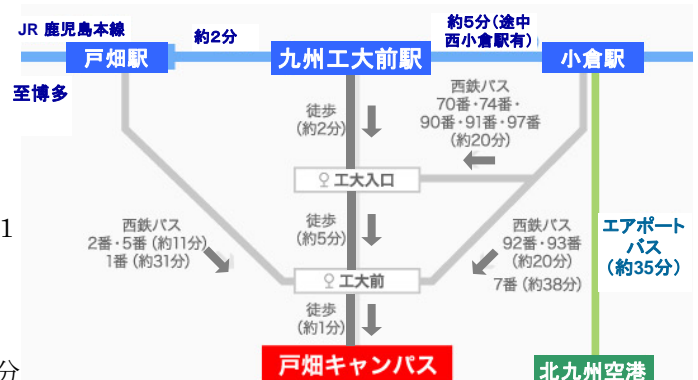 JR 鹿児島本線
約2分
約5分(途中
西小倉駅有)
戸畑駅
九州工大前駅
小倉駅
至博多
徒歩
(約2分)
西鉄バス
70番・74番・
90番・91番・97番
(約20分)
工大入口
1
西鉄バス
2番・5番 (約11分)
1番 (約31分)
徒歩
(約5分)
西鉄バス
92番・93番
(約20分)
7番 (約38分)
エアポート
バス
(約35分)
工大前
徒歩
(約1分)
分
戸畑キャンパス
北九州空港